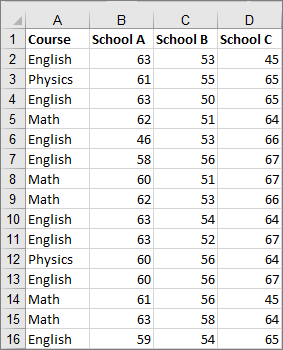 A B C D
1 Course School A School B School C
2 English 63 53 45
3 Physics 61 55 65
4 English 63 50 65
5 Math 62 51 64
6 English 46 53 66
7 English 58 56 67
8 Math 60 51 67
9 Math 62 53 66
10 English 63 54 64
11 English 63 52 67
12 Physics 60 56 64
13 English 60 56 67
14 Math 61 56 45
15 Math 63 58 64
16 English 59 54 65